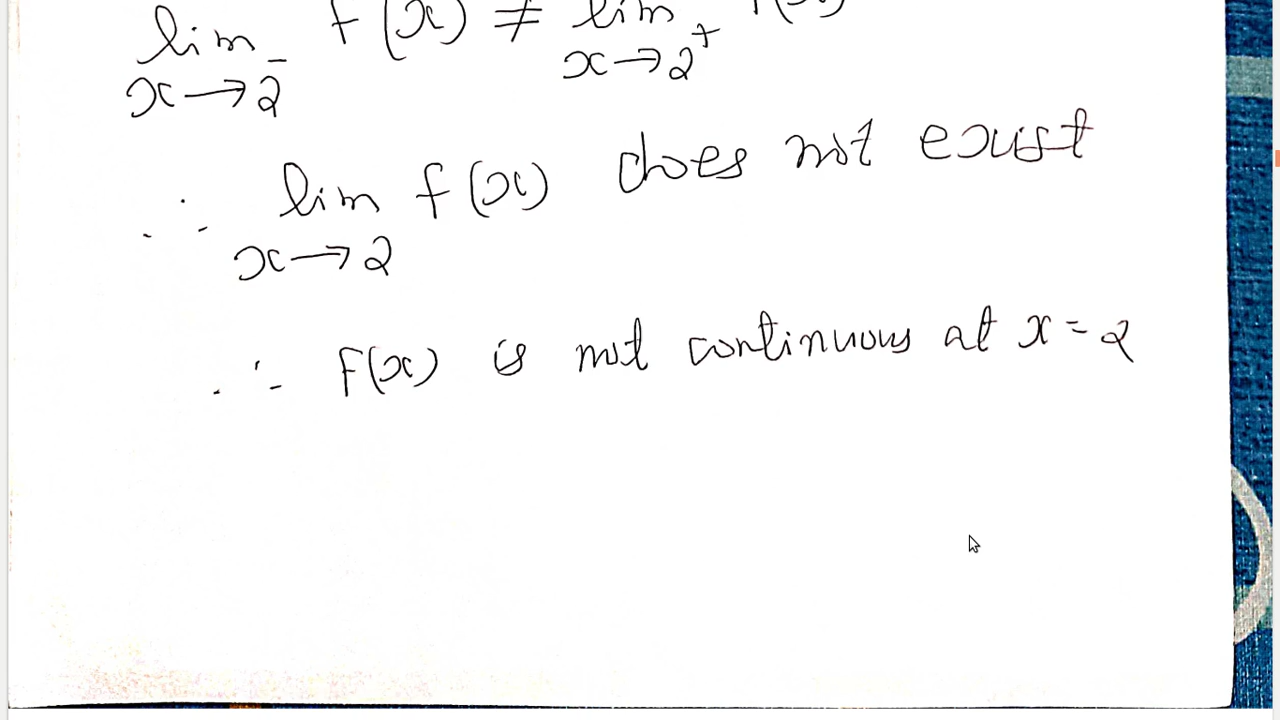 lim f(x) ≠ lim f(x)
x→2⁻ x→2⁺
∴ lim f(x) does not exist
x→2
∴ f(x) is not continuous at x = 2